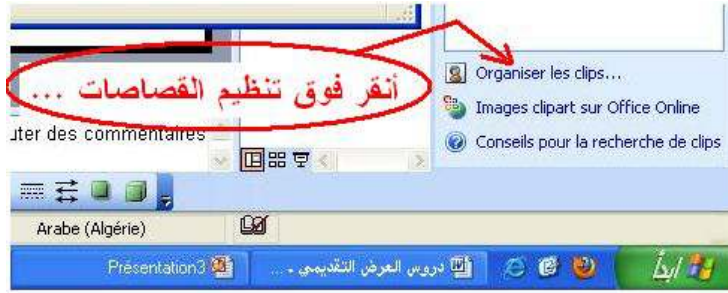 Organiser les clips...
أنقر فوق تنظيم القصاصات ...
Images clipart sur Office Online
uter des commentaires
Conseils pour la recherche de clips
Arabe (Algérie)
Présentation3
دروس العرض التقديمي - ...
ابدأ